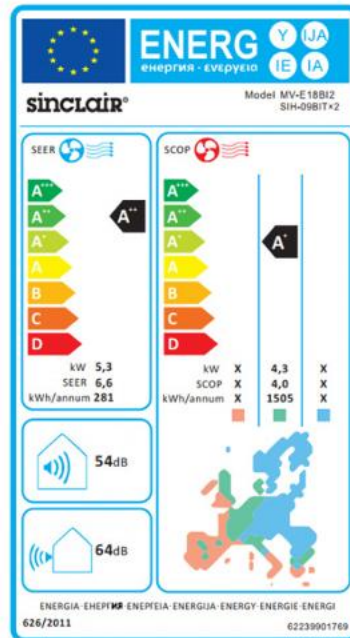 ENERG
енергия · ενεργεια
Y IJA
IE IA
sinclair®
Model MV-E18BI2
SIH-09BIT×2
SEER
A+++
A++
A+
A
B
C
D
A++
kW 5,3
SEER 6,6
kWh/annum 281
SCOP
A+++
A++
A+
A
B
C
D
A+
kW X 4,3 X
SCOP X 4,0 X
kWh/annum X 1505 X
54dB
64dB
ENERGIA·ЕНЕРГИЯ·ΕΝΕΡΓΕΙΑ·ENERGIJA·ENERGY·ENERGIE·ENERGI
626/2011
62239901769